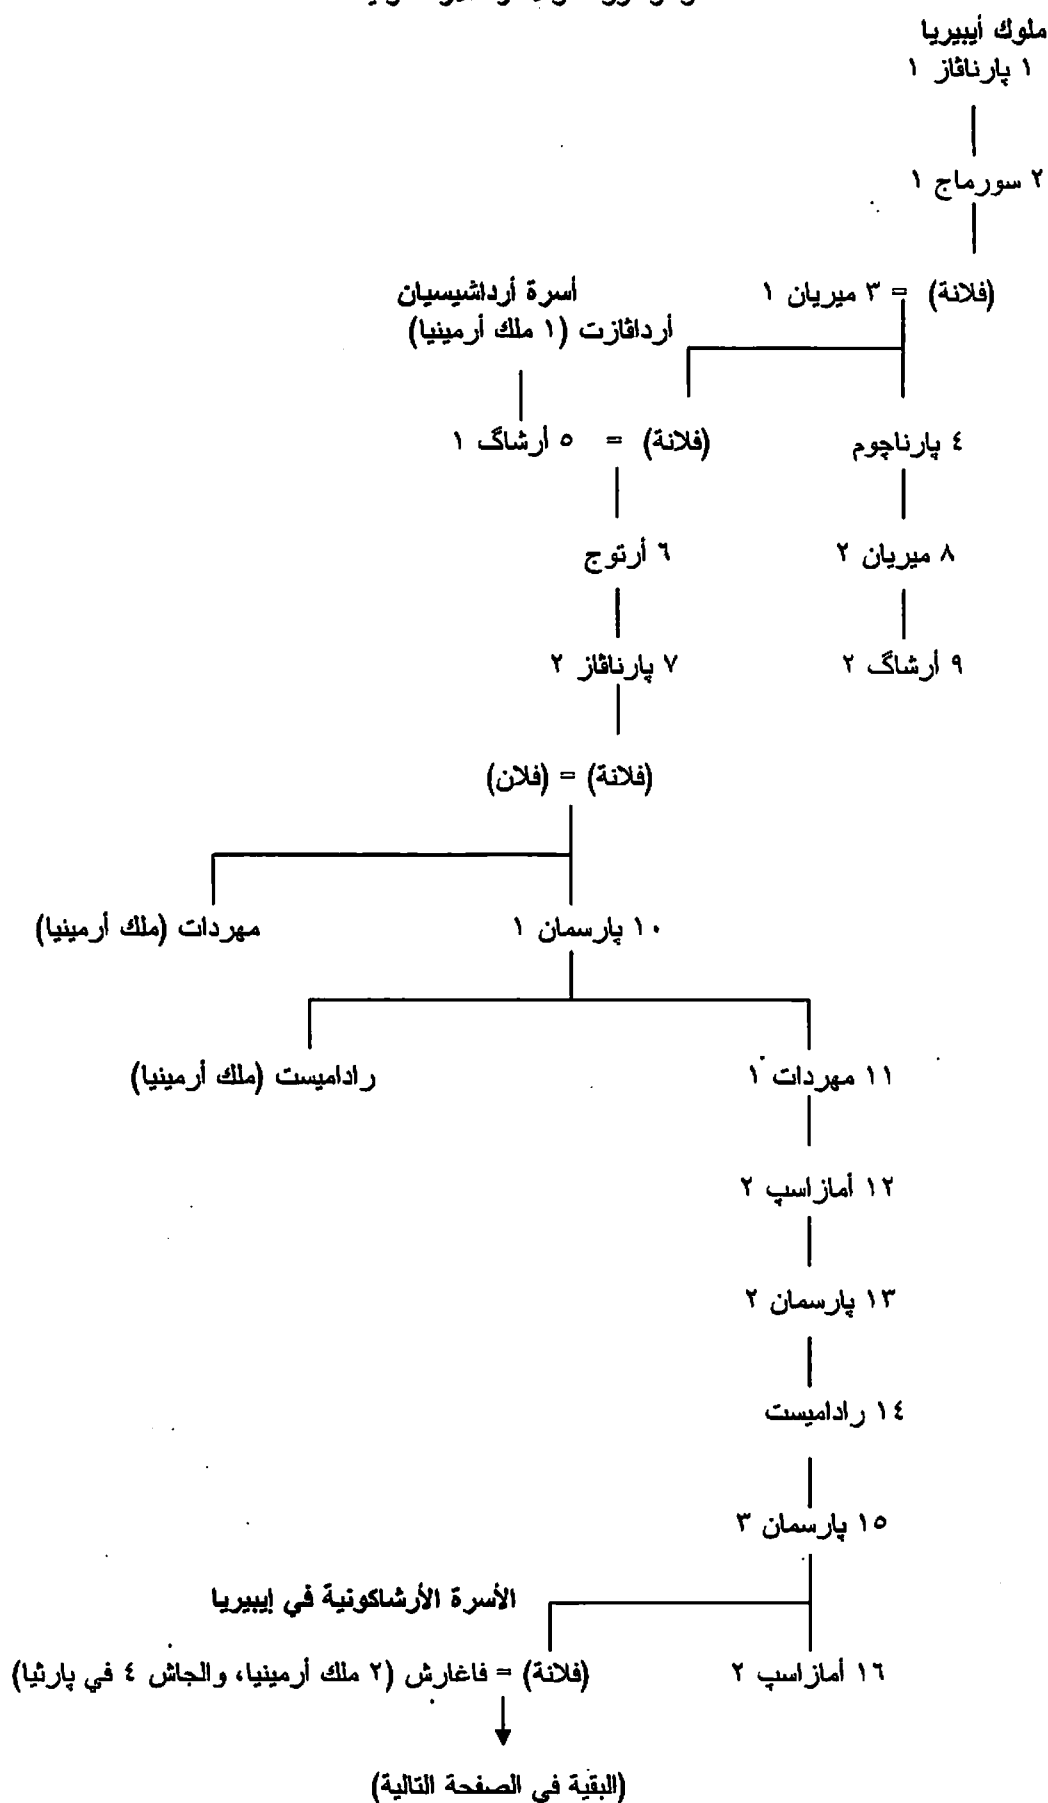 ملوك أيبيريا
١ پارناڤاز ١
٢ سورماج ١
(فلانة) = ٣ ميريان ١
أسرة أرداشيسيان
أرداڤازت (١ ملك أرمينيا)
٤ پارناچوم
(فلانة) = ٥ أرشاگ ١
٨ ميريان ٢
٦ أرتوج
٩ أرشاگ ٢
٧ پارناڤاز ٢
(فلانة) = (فلان)
١٠ پارسمان ١
مهردات (ملك أرمينيا)
١١ مهردات ١
راداميست (ملك أرمينيا)
١٢ أمازاسپ ٢
١٣ پارسمان ٢
١٤ راداميست
١٥ پارسمان ٣
الأسرة الأرشاكونية في إيبيريا
١٦ أمازاسپ ٢
(فلانة) = فاغارش (٢ ملك أرمينيا، والجاش ٤ في پارثيا)
(البقية في الصفحة التالية)